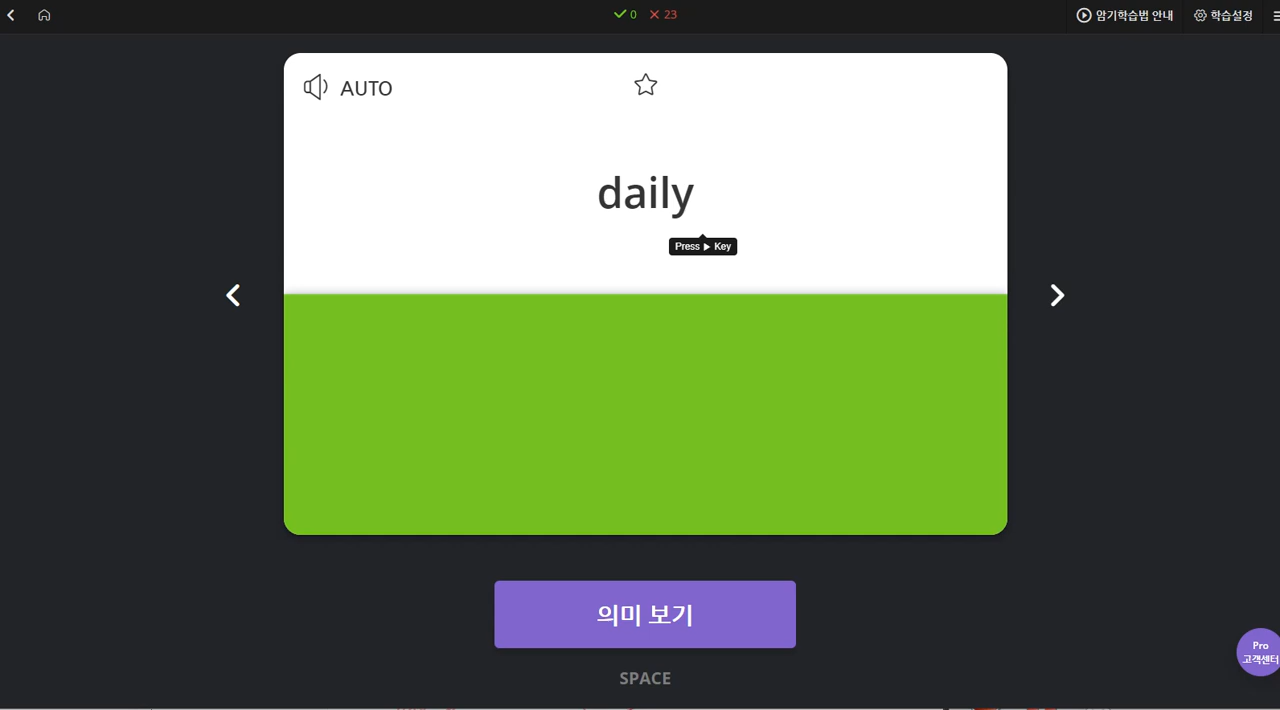 0 23 암기학습법 안내 학습설정
AUTO
daily
Press ▶ Key
의미 보기
SPACE
Pro
고객센터